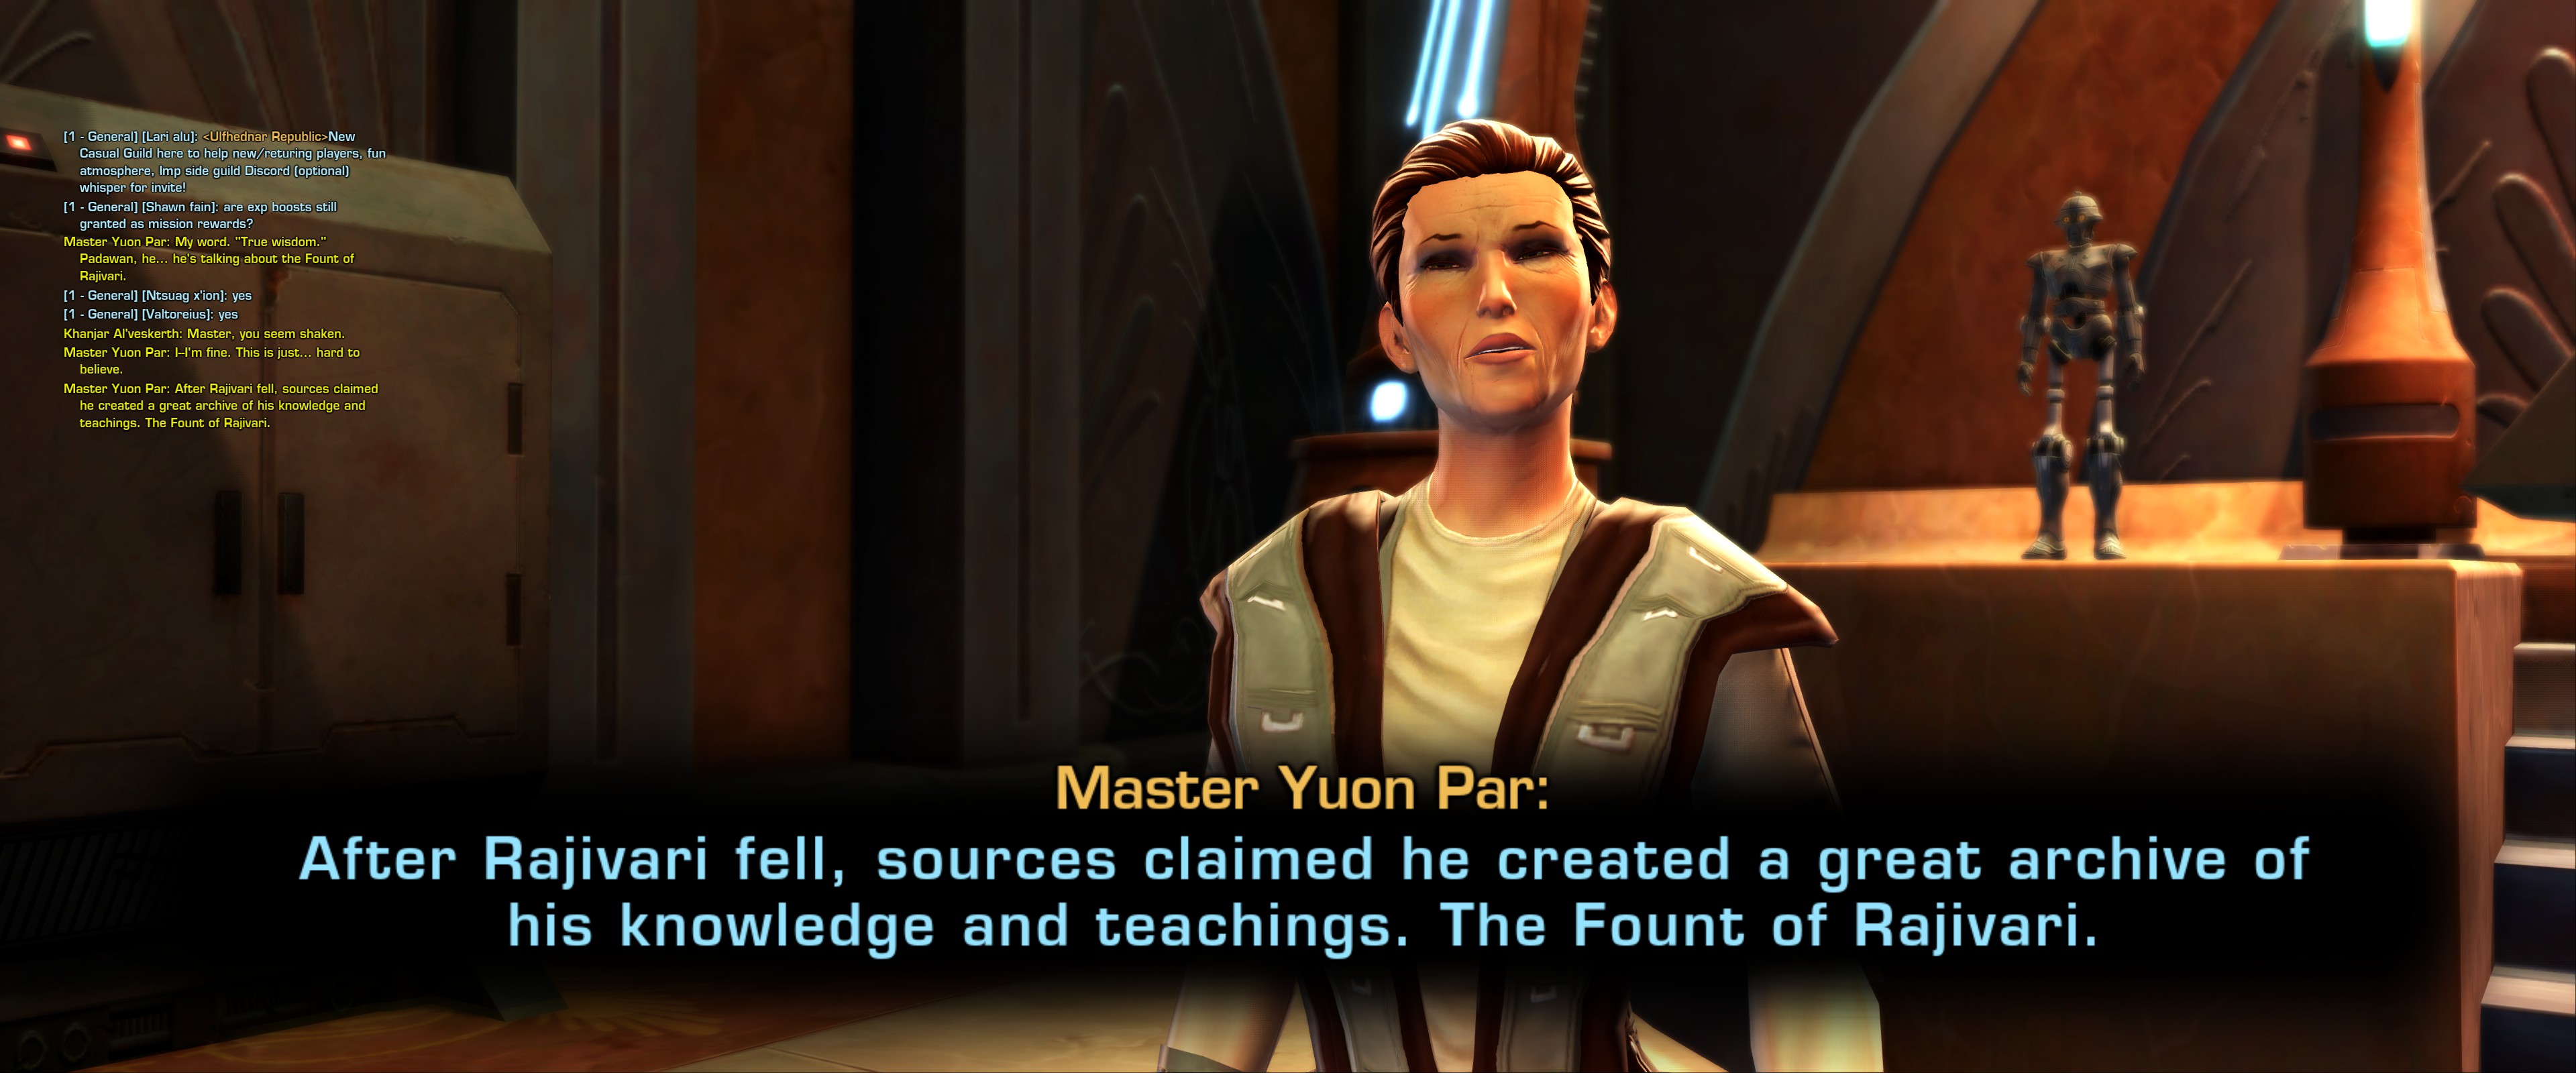 [1 - General] [Lari alu]: <Ulfhednar Republic>New
Casual Guild here to help new/returing players, fun
atmosphere, Imp side guild Discord (optional)
whisper for invite!
[1 - General] [Shawn fain]: are exp boosts still
granted as mission rewards?
Master Yuon Par: My word. "True wisdom."
Padawan, he... he's talking about the Fount of
Rajivari.
[1 - General] [Ntsuag x'ion]: yes
[1 - General] [Valtoreius]: yes
Khanjar Al'veskerth: Master, you seem shaken.
Master Yuon Par: I–I'm fine. This is just... hard to
believe.
Master Yuon Par: After Rajivari fell, sources claimed
he created a great archive of his knowledge and
teachings. The Fount of Rajivari.
Master Yuon Par:
After Rajivari fell, sources claimed he created a great archive of
his knowledge and teachings. The Fount of Rajivari.